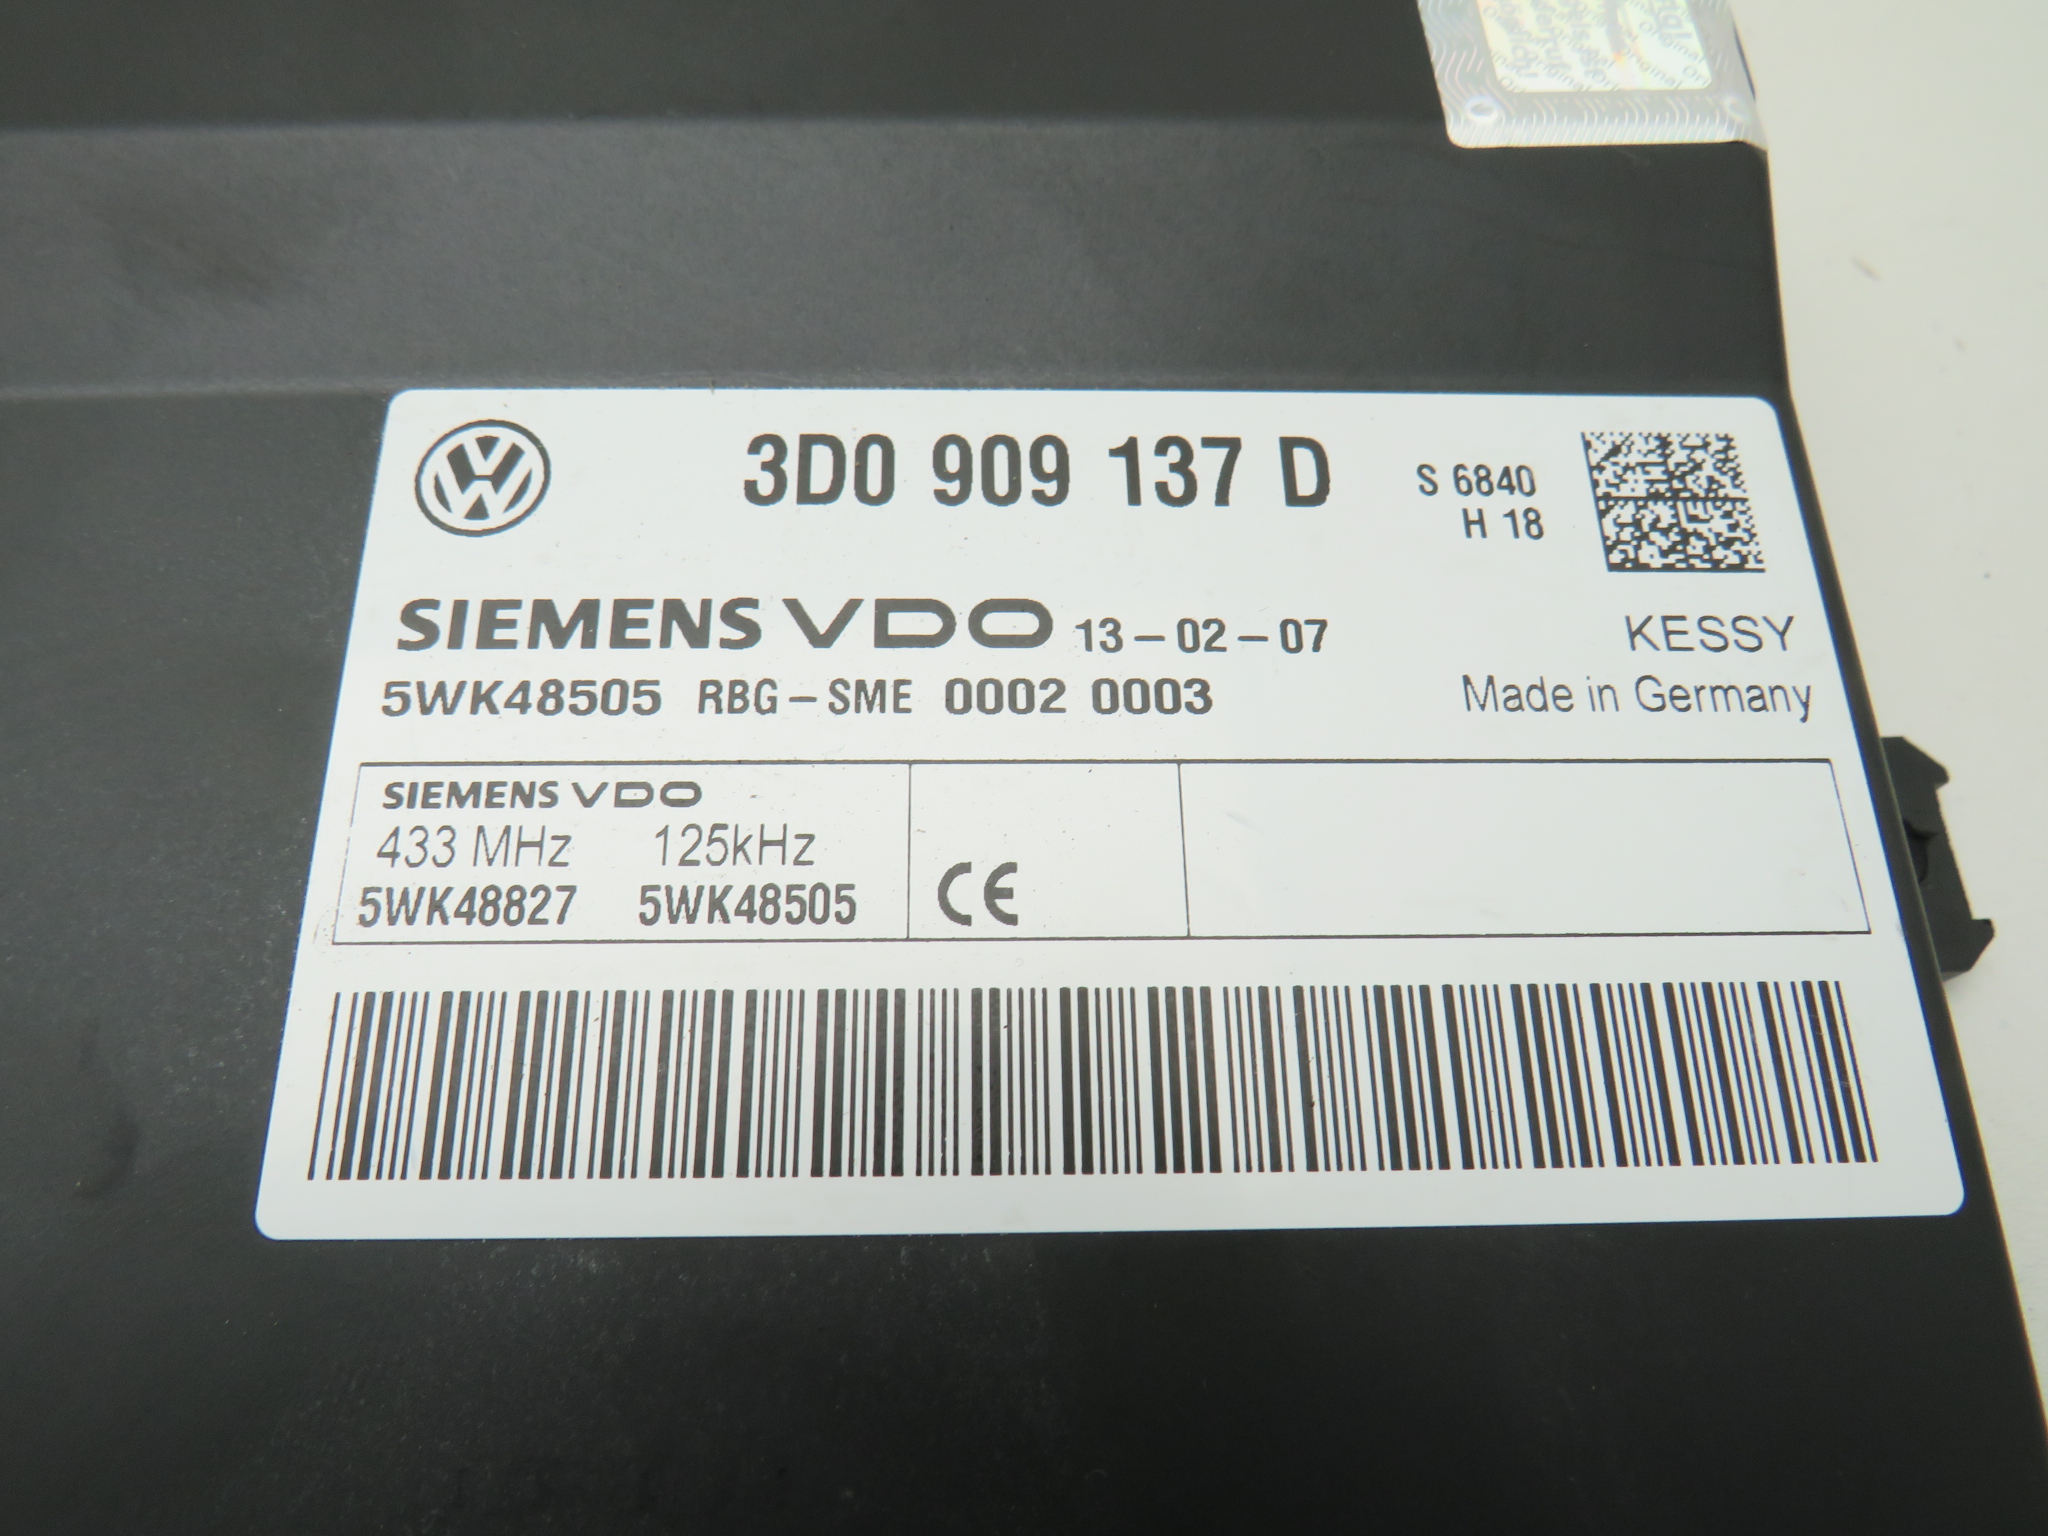 3D0 909 137 D
S 6840
H 18
SIEMENS VDO 13-02-07
KESSY
5WK48505 RBG-SME 0002 0003
Made in Germany
SIEMENS VDO
433 MHz 125kHz
5WK48827 5WK48505
CE